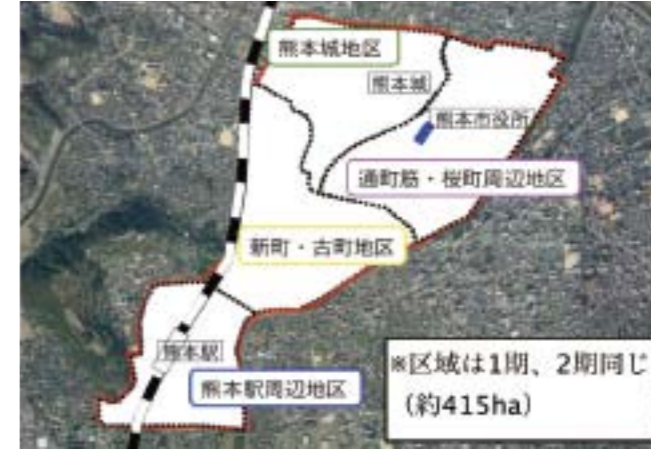 熊本城地区
熊本城
熊本市役所
通町筋・桜町周辺地区
新町・古町地区
熊本駅
熊本駅周辺地区
※区域は1期、2期同じ
（約415ha）